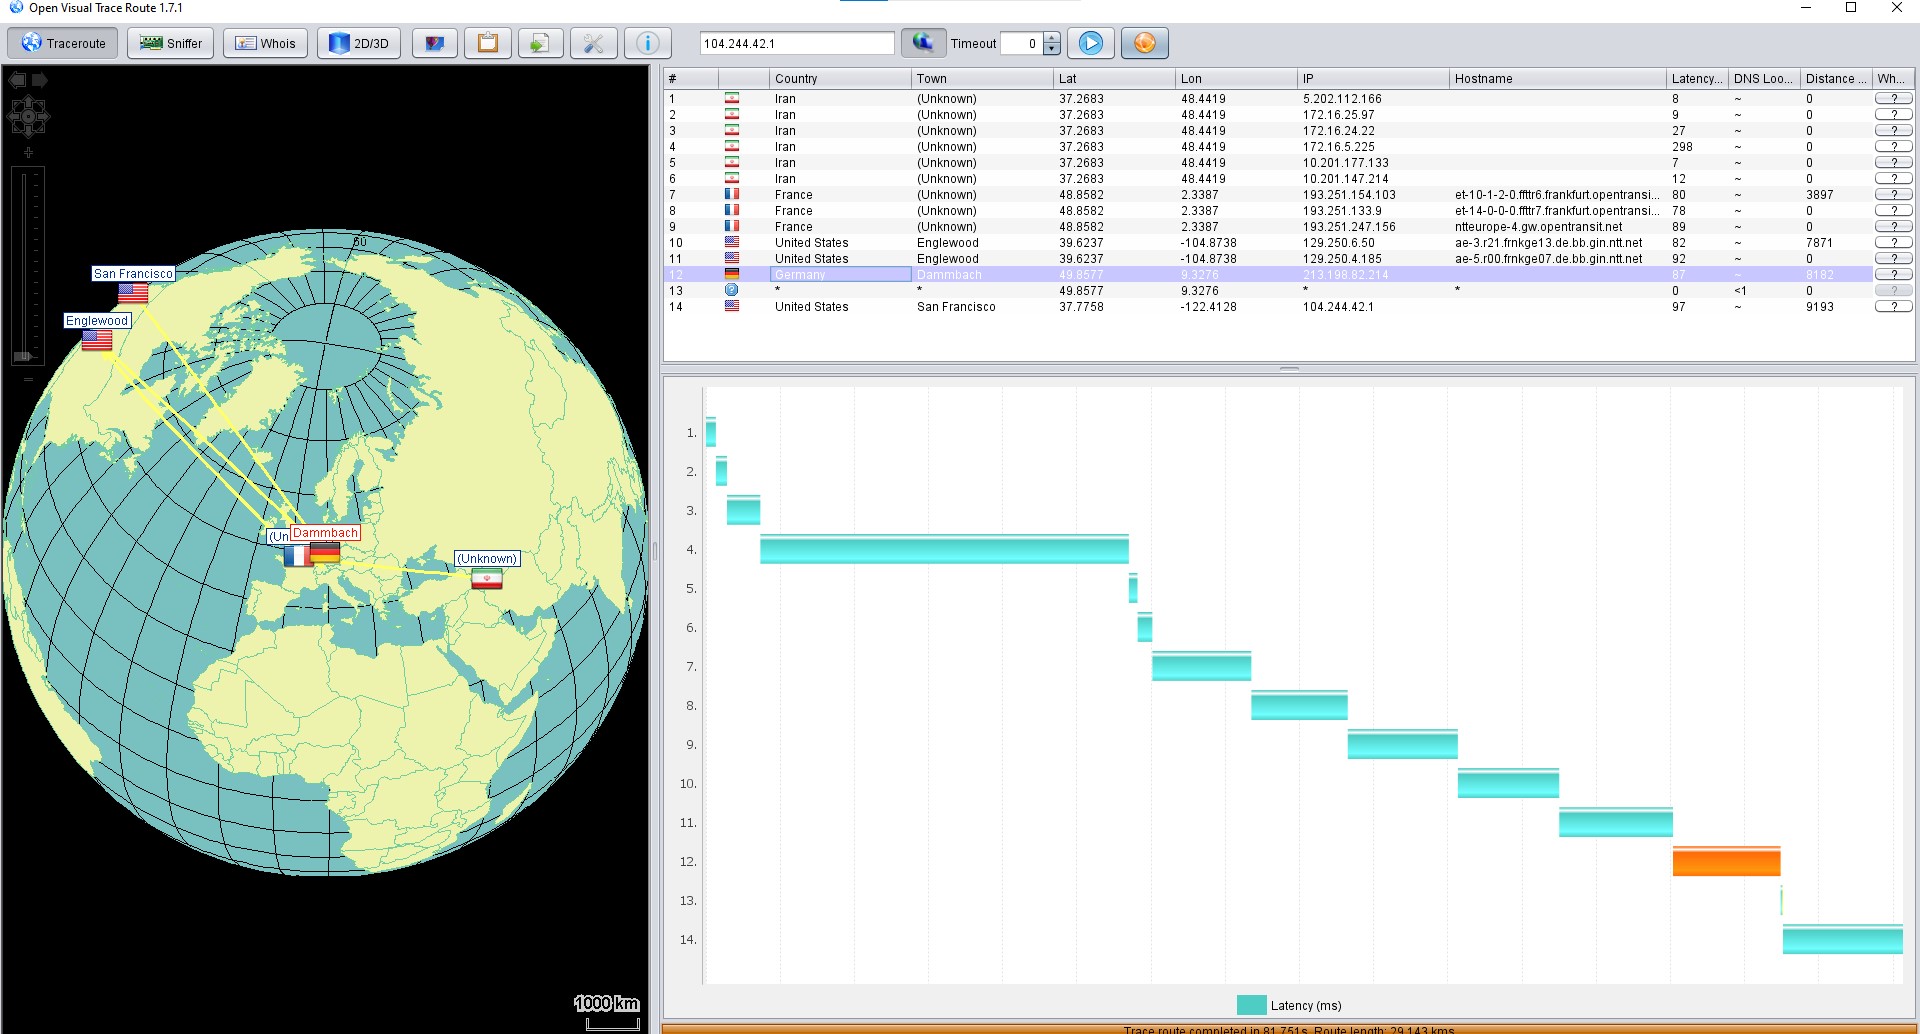 Open Visual Trace Route 1.7.1
Traceroute Sniffer Whois 2D/3D 104.244.42.1 Timeout 0
# Country Town Lat Lon IP Hostname Latency... DNS Loo... Distance ... Wh...
1 Iran (Unknown) 37.2683 48.4419 5.202.112.166 8 ~ 0 ?
2 Iran (Unknown) 37.2683 48.4419 172.16.25.97 9 ~ 0 ?
3 Iran (Unknown) 37.2683 48.4419 172.16.24.22 27 ~ 0 ?
4 Iran (Unknown) 37.2683 48.4419 172.16.5.225 298 ~ 0 ?
5 Iran (Unknown) 37.2683 48.4419 10.201.177.133 7 ~ 0 ?
6 Iran (Unknown) 37.2683 48.4419 10.201.147.214 12 ~ 0 ?
7 France (Unknown) 48.8582 2.3387 193.251.154.103 et-10-1-2-0.ffttr6.frankfurt.opentransi... 80 ~ 3897 ?
8 France (Unknown) 48.8582 2.3387 193.251.133.9 et-14-0-0-0.ffttr7.frankfurt.opentransi... 78 ~ 0 ?
9 France (Unknown) 48.8582 2.3387 193.251.247.156 ntteurope-4.gw.opentransit.net 89 ~ 0 ?
10 United States Englewood 39.6237 -104.8738 129.250.6.50 ae-3.r21.frnkge13.de.bb.gin.ntt.net 82 ~ 7871 ?
11 United States Englewood 39.6237 -104.8738 129.250.4.185 ae-5.r00.frnkge07.de.bb.gin.ntt.net 92 ~ 0 ?
12 Germany Dammbach 49.8577 9.3276 213.198.82.214 87 ~ 8182 ?
13 ? * * 49.8577 9.3276 * * 0 <1 0 ?
14 United States San Francisco 37.7758 -122.4128 104.244.42.1 97 ~ 9193 ?
60
San Francisco
Englewood
(Un
Dammbach
(Unknown)
1000 km
1.
2.
3.
4.
5.
6.
7.
8.
9.
10.
11.
12.
13.
14.
Latency (ms)
Trace route completed in 81.751s. Route length: 29,143 kms